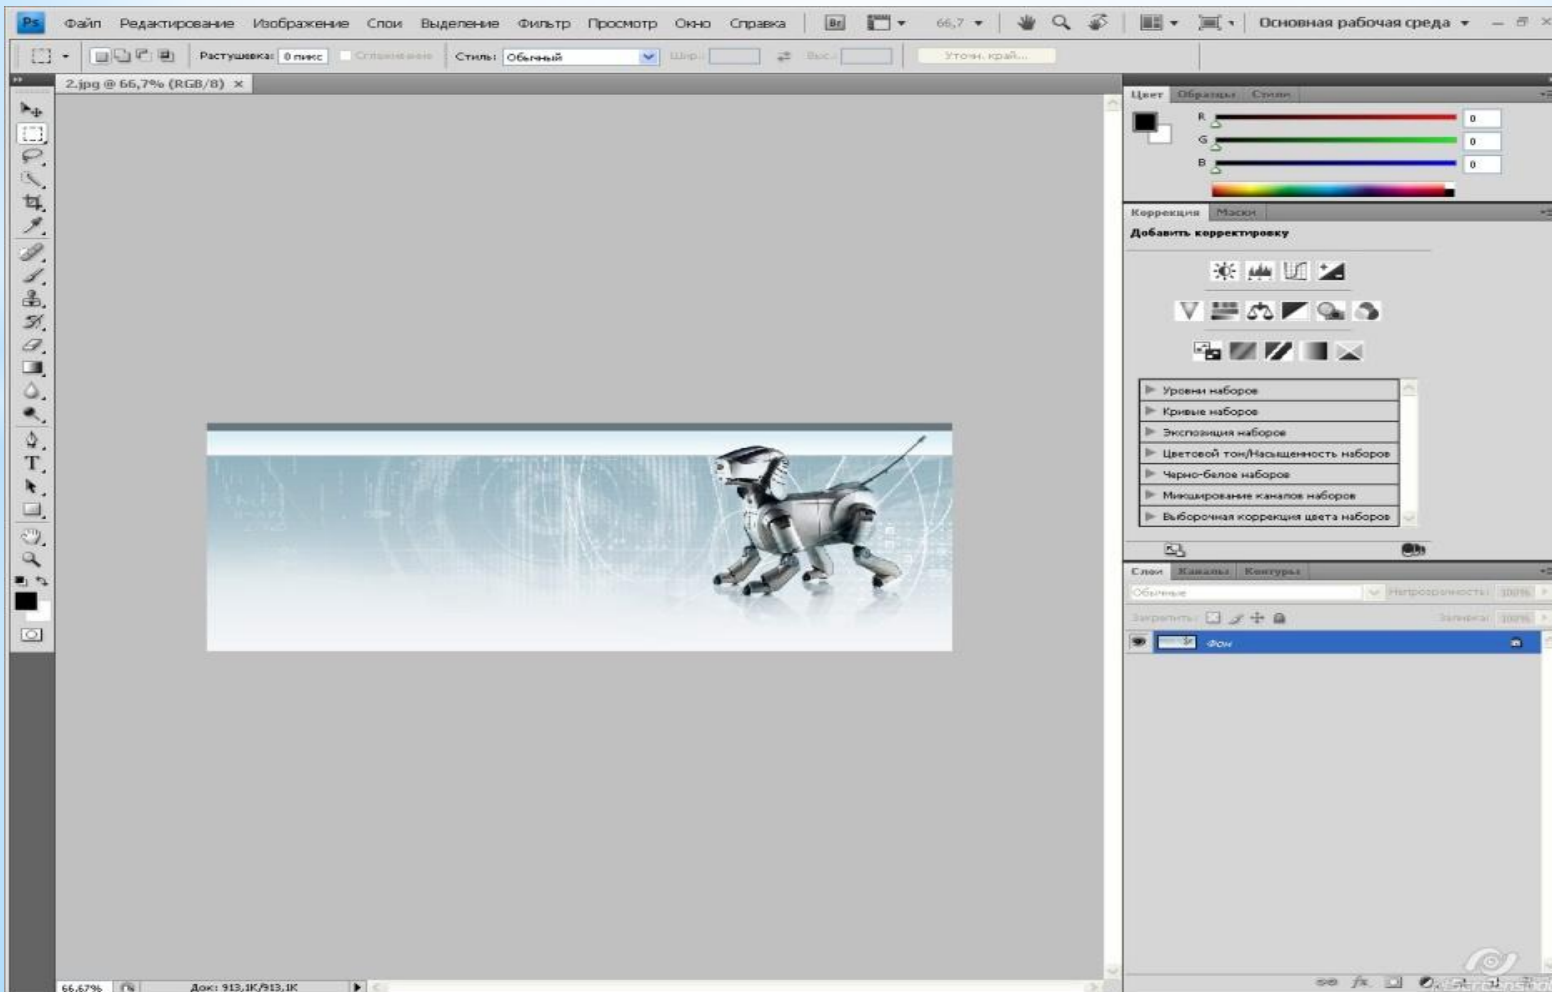 Ps Файл Редактирование Изображение Слои Выделение Фильтр Просмотр Окно Справка Br 66,7 Основная рабочая среда
Растушевка: 0 пикс Сглаживание Стиль: Обычный Шир.: Выс.: Уточн. край...
2.jpg @ 66,7% (RGB/8) ×
Цвет Образцы Стили
R 0
G 0
B 0
Коррекция Маски
Добавить корректировку
Уровни наборов
Кривые наборов
Экспозиция наборов
Цветовой тон/Насыщенность наборов
Черно-белое наборов
Микширование каналов наборов
Выборочная коррекция цвета наборов
Слои Каналы Контуры
Обычные Непрозрачность: 100%
Закрепить: Заливка: 100%
Фон
66,67% Док: 913,1K/913,1K